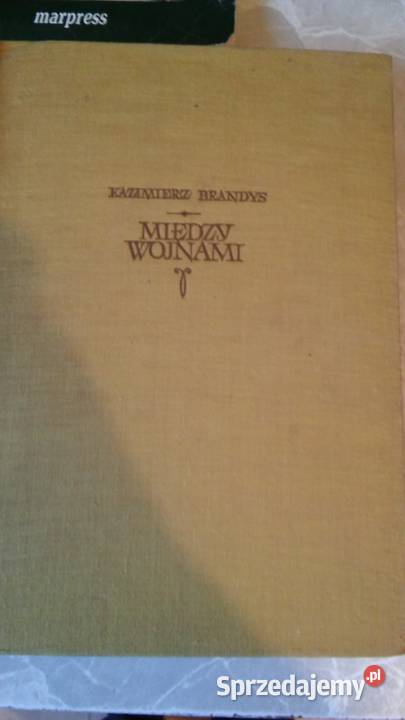 marpress
KAZIMIERZ BRANDYS
MIĘDZY
WOJNAMI
Sprzedajemy.pl